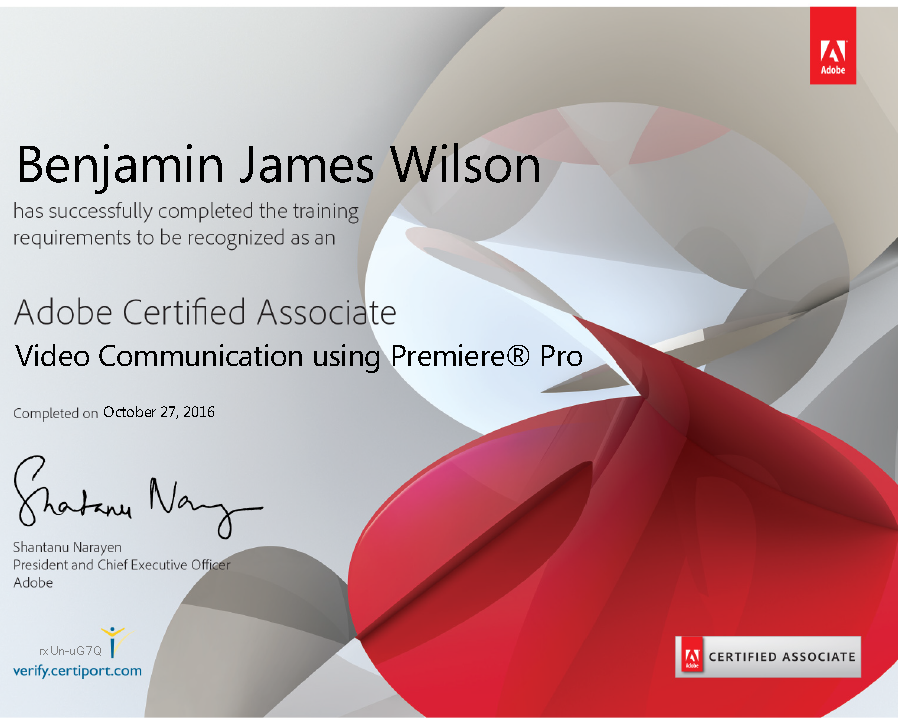 Adobe
Benjamin James Wilson
has successfully completed the training
requirements to be recognized as an
Adobe Certified Associate
Video Communication using Premiere® Pro
Completed on October 27, 2016
Shantanu Narayen
Shantanu Narayen
President and Chief Executive Officer
Adobe
rxUn-uG7Q
verify.certiport.com
Adobe CERTIFIED ASSOCIATE